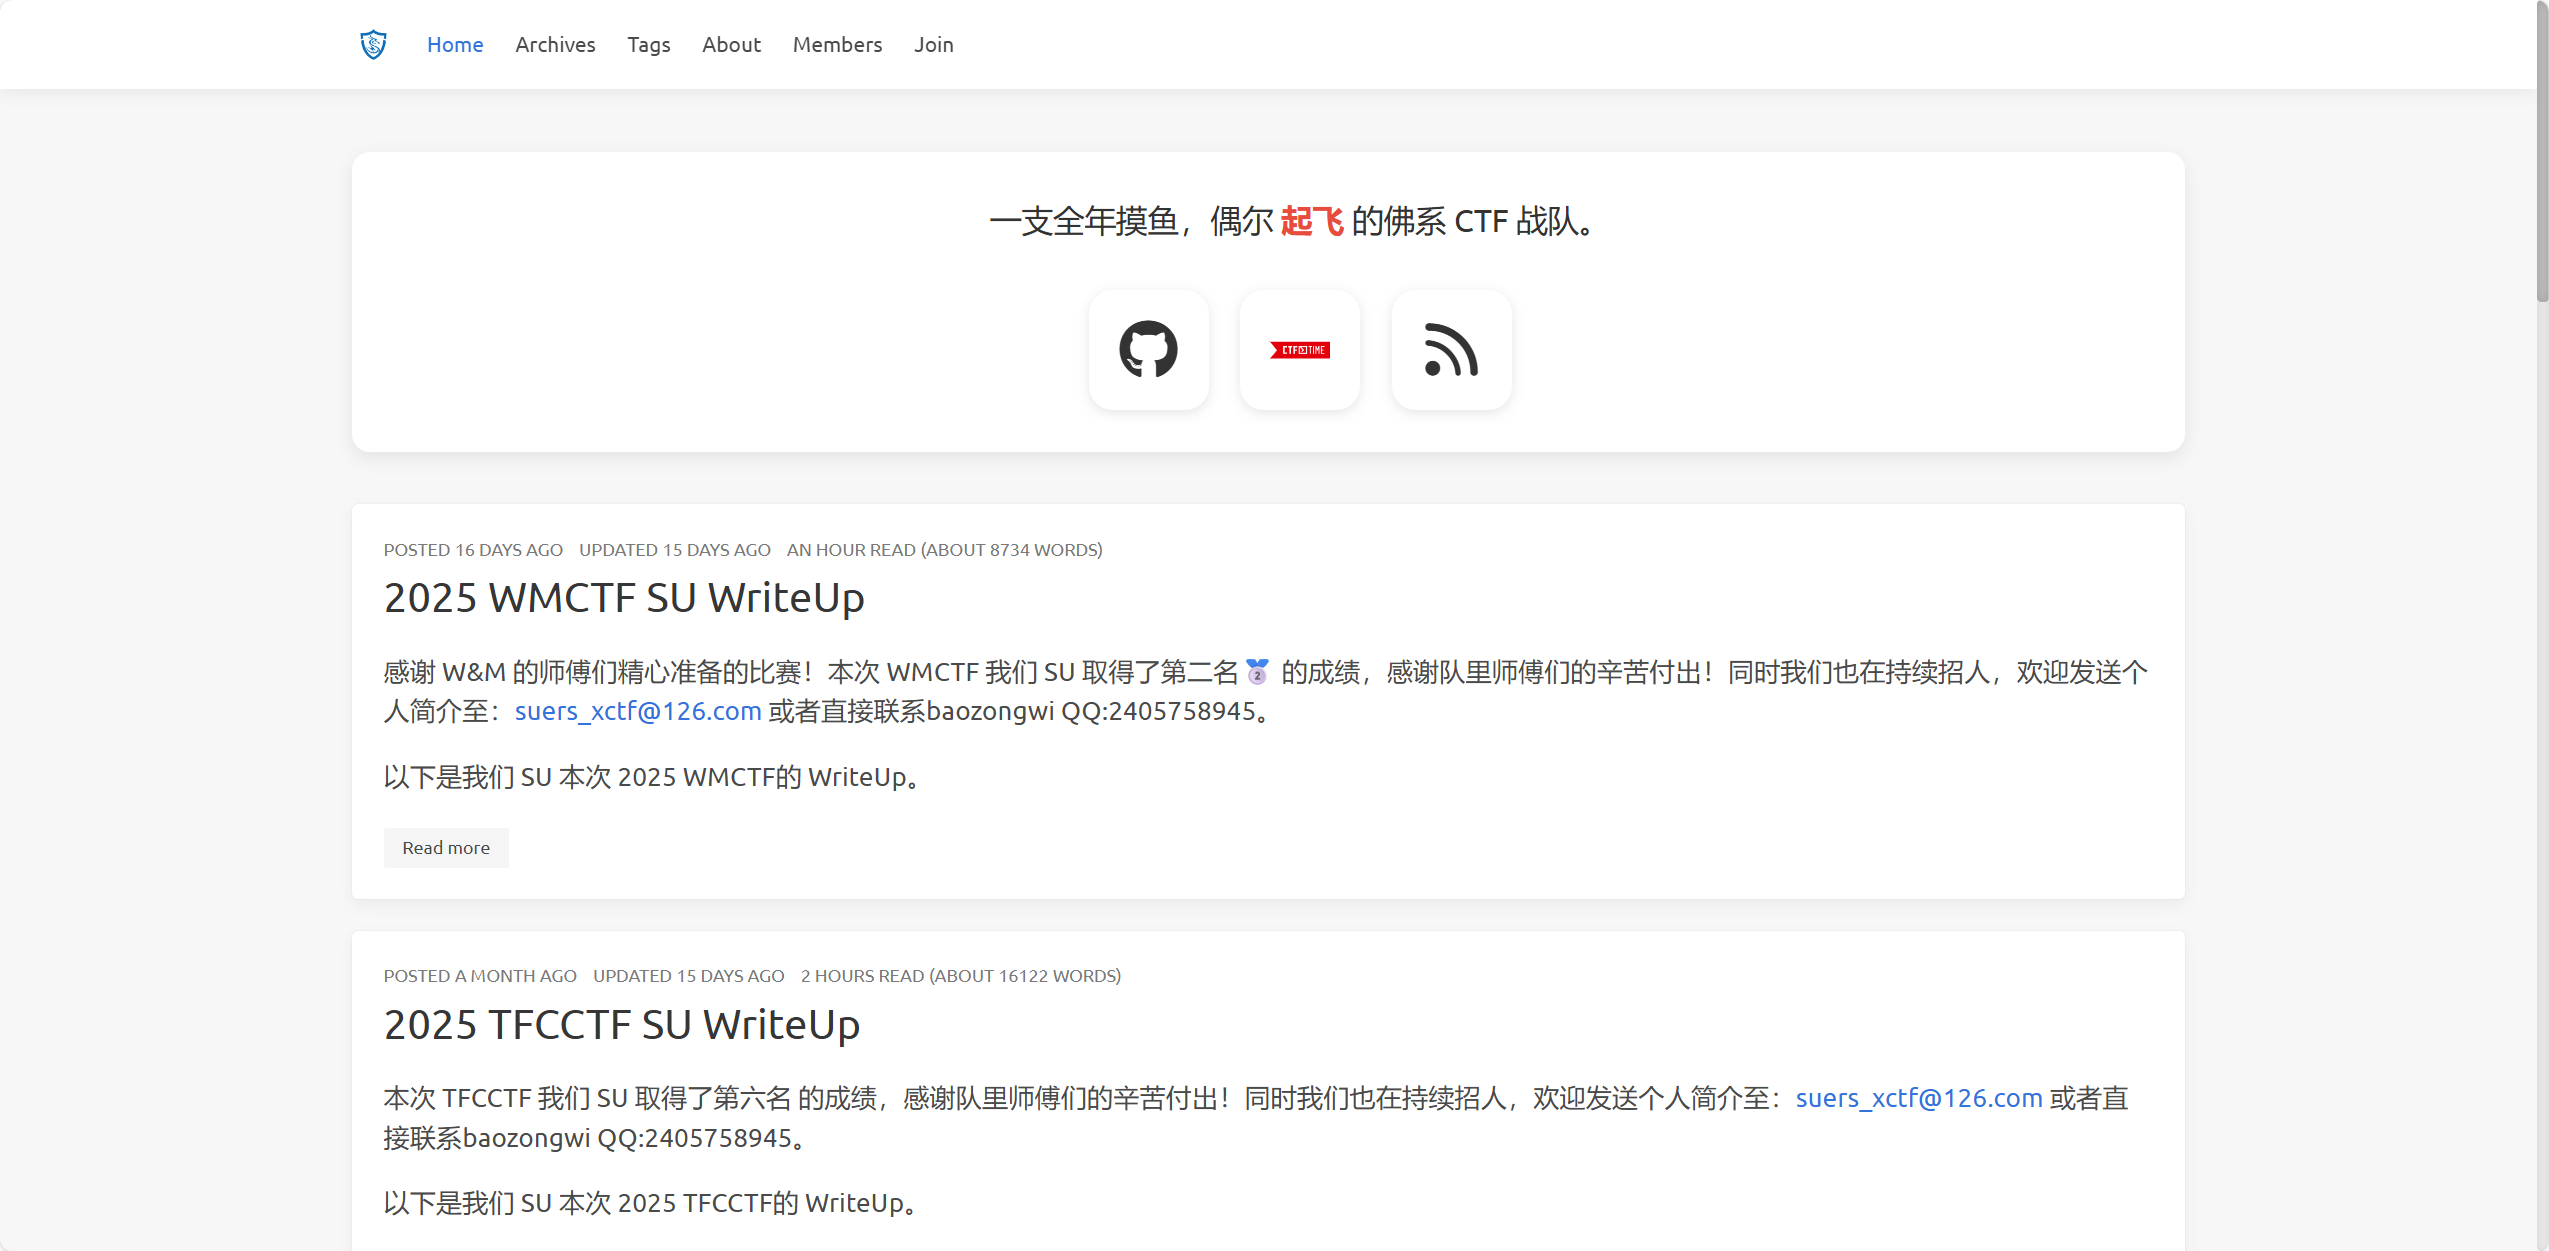 Home Archives Tags About Members Join
一支全年摸鱼，偶尔 起飞 的佛系 CTF 战队。
CTF TIME
POSTED 16 DAYS AGO UPDATED 15 DAYS AGO AN HOUR READ (ABOUT 8734 WORDS)
2025 WMCTF SU WriteUp
感谢 W&M 的师傅们精心准备的比赛！本次 WMCTF 我们 SU 取得了第二名🥈 的成绩，感谢队里师傅们的辛苦付出！同时我们也在持续招人，欢迎发送个
人简介至：suers_xctf@126.com 或者直接联系baozongwi QQ:2405758945。
以下是我们 SU 本次 2025 WMCTF的 WriteUp。
Read more
POSTED A MONTH AGO UPDATED 15 DAYS AGO 2 HOURS READ (ABOUT 16122 WORDS)
2025 TFCCTF SU WriteUp
本次 TFCCTF 我们 SU 取得了第六名 的成绩，感谢队里师傅们的辛苦付出！同时我们也在持续招人，欢迎发送个人简介至：suers_xctf@126.com 或者直
接联系baozongwi QQ:2405758945。
以下是我们 SU 本次 2025 TFCCTF的 WriteUp。